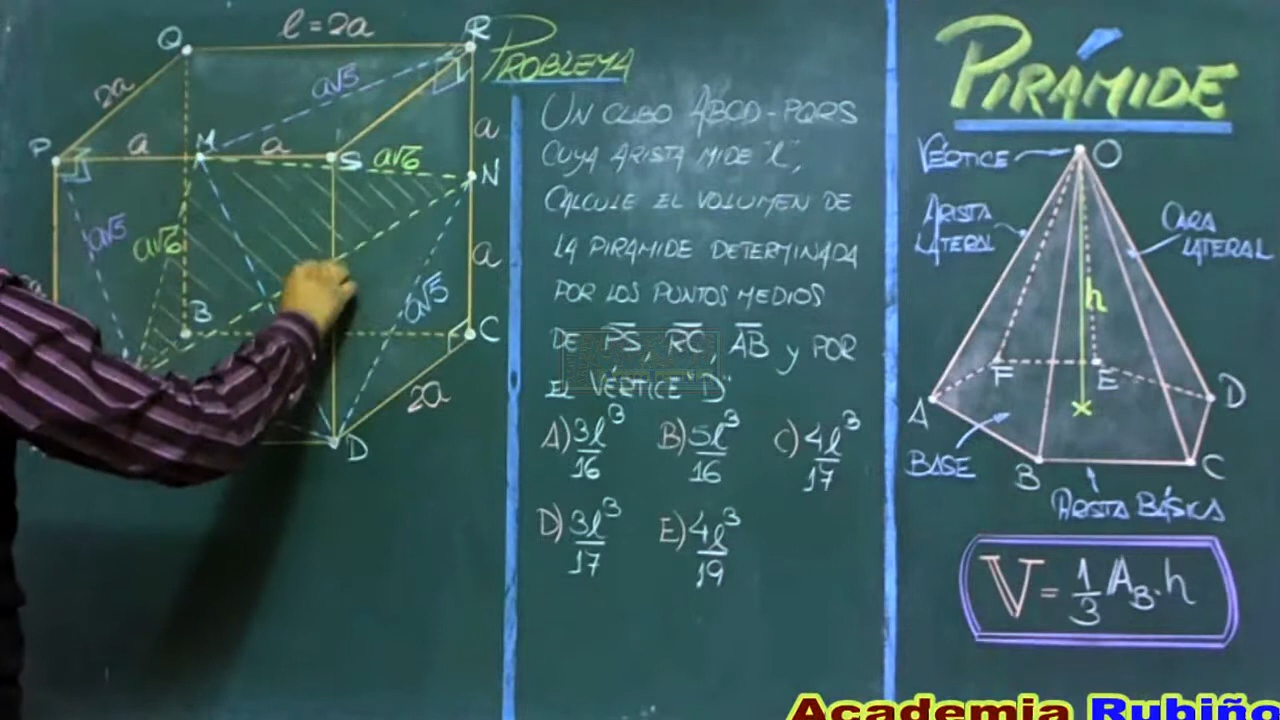 l = 2a
Q
R
2a
a√5
P
a
M
a
S
a√6
a
N
a√5
a√6
a
a√5
a
B
C
2a
D
PROBLEMA
UN CUBO ABCD-PQRS
CUYA ARISTA MIDE "l",
CALCULE EL VOLUMEN DE
LA PIRAMIDE DETERMINADA
POR LOS PUNTOS MEDIOS
DE PS, RC, AB y POR
EL VÉRTICE "D"
A) 3l³/16 B) 5l³/16 C) 4l³/17
D) 3l³/17 E) 4l³/19
PIRÁMIDE
VÉRTICE O
ARISTA LATERAL
CARA LATERAL
h
F
E
A
D
BASE
B
C
ARISTA BÁSICA
V = 1/3 A_B . h
Academia Rubiño